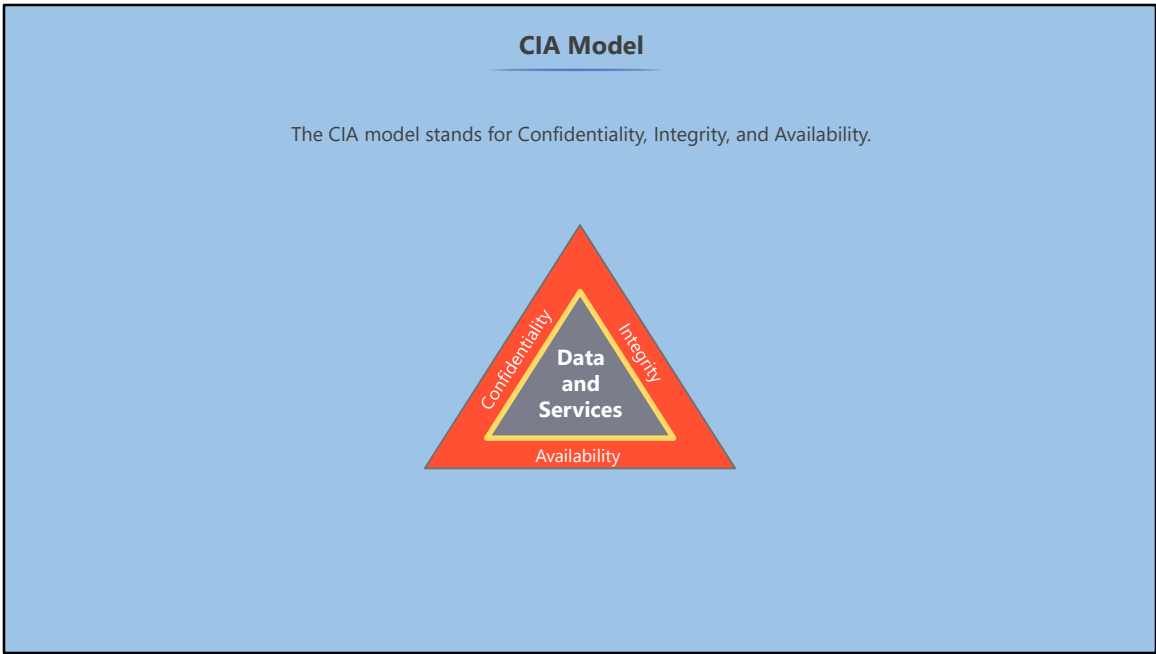 CIA Model
The CIA model stands for Confidentiality, Integrity, and Availability.
Confidentiality
Integrity
Data
and
Services
Availability